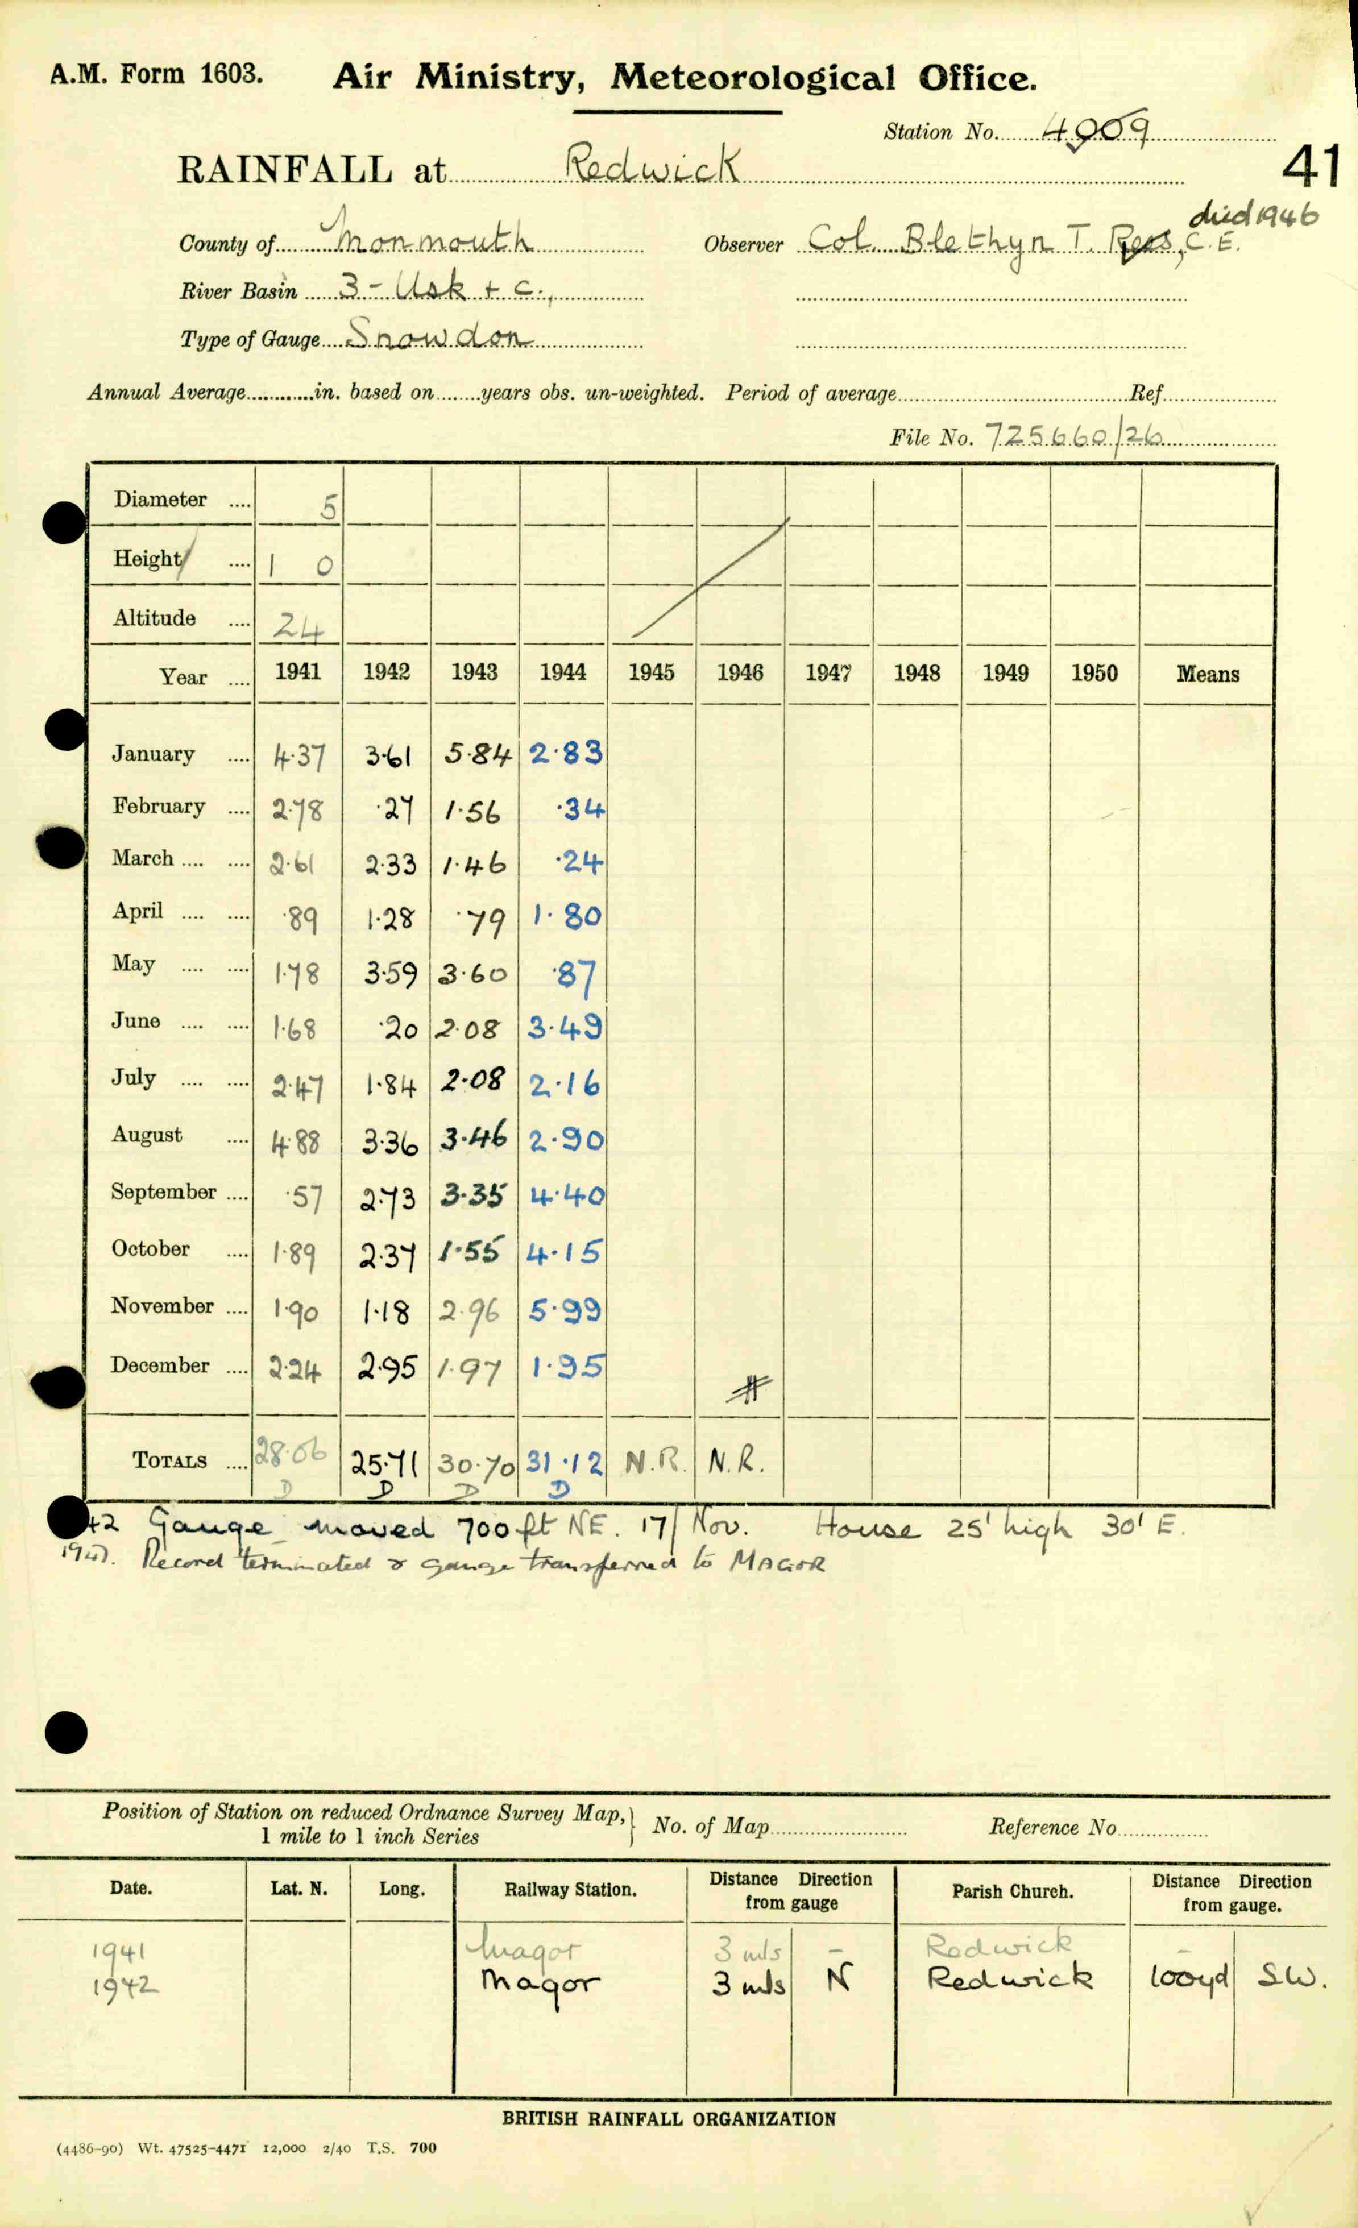 A.M. Form 1603. Air Ministry, Meteorological Office.
Station No. 4009
41
RAINFALL at Redwick
died 1946
County of Monmouth Observer Col. Blethyn T. Rees, C.E.
River Basin 3 - Usk + c.,
Type of Gauge Snowdon
Annual Average in. based on years obs. un-weighted. Period of average Ref.
File No. 725660/26
Diameter .... 5
Height .... 1 0
Altitude .... 24
Year .... 1941 1942 1943 1944 1945 1946 1947 1948 1949 1950 Means
January .... 4.37 3.61 5.84 2.83
February .... 2.78 .27 1.56 .34
March .... .... 2.61 2.33 1.46 .24
April .... .... .89 1.28 .79 1.80
May .... .... 1.78 3.59 3.60 .87
June .... .... 1.68 .20 2.08 3.49
July .... .... 2.47 1.84 2.08 2.16
August .... 4.88 3.36 3.46 2.90
September .... .57 2.73 3.35 4.40
October .... 1.89 2.37 1.55 4.15
November .... 1.90 1.18 2.96 5.99
December .... 2.24 2.95 1.97 1.95
TOTALS .... 28.06 25.71 30.70 31.12 N.R. N.R.
D D D D
42 Gauge moved 700 ft NE. 17/Nov. House 25' high 30' E.
1947. Record terminated & gauge transferred to MAGOR
Position of Station on reduced Ordnance Survey Map, 1 mile to 1 inch Series } No. of Map Reference No
Date. Lat. N. Long. Railway Station. Distance Direction from gauge Parish Church. Distance Direction from gauge.
1941 Magor 3 mls - Redwick -
1942 Magor 3 mls N Redwick 100yd S.W.
BRITISH RAINFALL ORGANIZATION
(4486-90) Wt. 47525-4471 12,000 2/40 T.S. 700